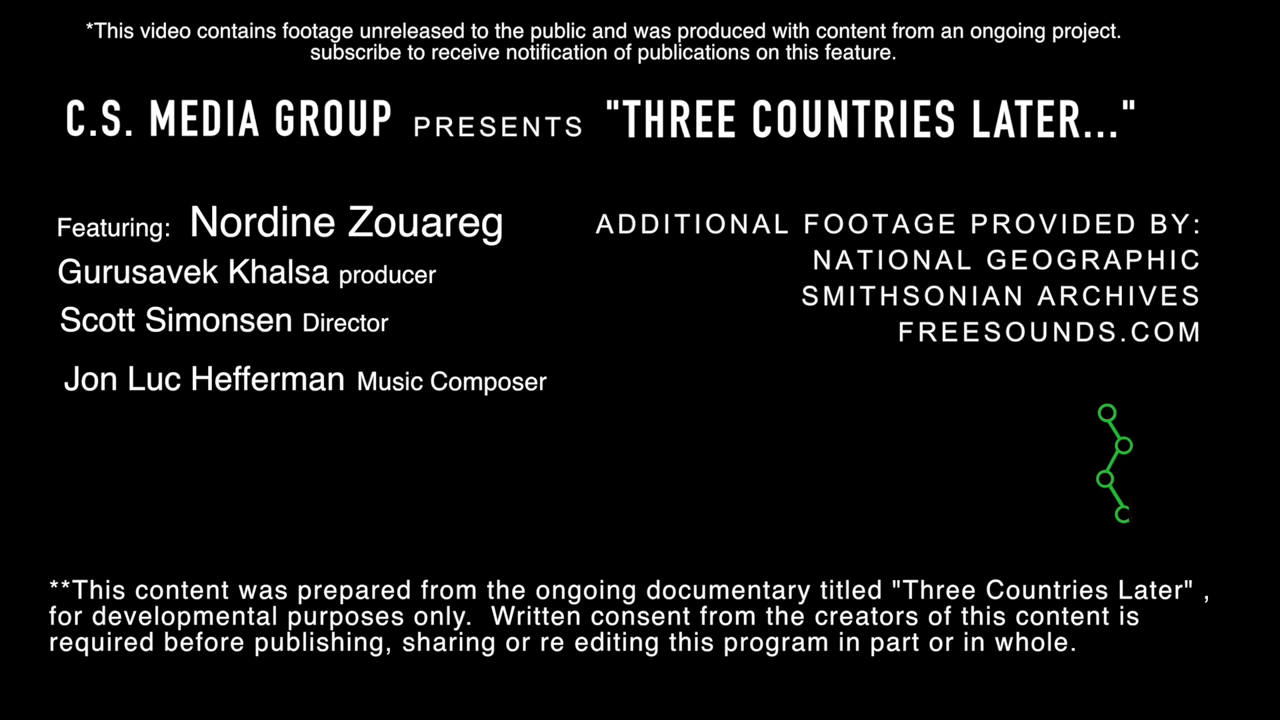 *This video contains footage unreleased to the public and was produced with content from an ongoing project.
subscribe to receive notification of publications on this feature.
C.S. MEDIA GROUP PRESENTS "THREE COUNTRIES LATER..."
Featuring: Nordine Zouareg
Gurusavek Khalsa producer
Scott Simonsen Director
Jon Luc Hefferman Music Composer
ADDITIONAL FOOTAGE PROVIDED BY:
NATIONAL GEOGRAPHIC
SMITHSONIAN ARCHIVES
FREESOUNDS.COM
**This content was prepared from the ongoing documentary titled "Three Countries Later" ,
for developmental purposes only. Written consent from the creators of this content is
required before publishing, sharing or re editing this program in part or in whole.